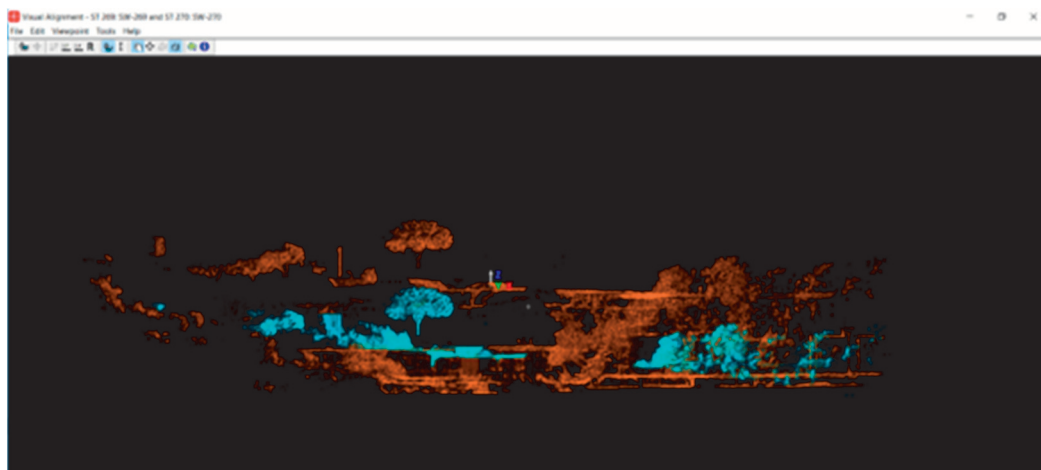 Visual Alignment - ST 269: SW-269 and ST 270: SW-270
File Edit Viewpoint Tools Help
R
Z